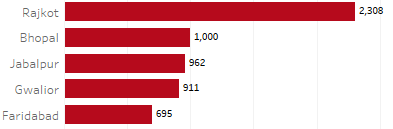 Rajkot 2,308
Bhopal 1,000
Jabalpur 962
Gwalior 911
Faridabad 695